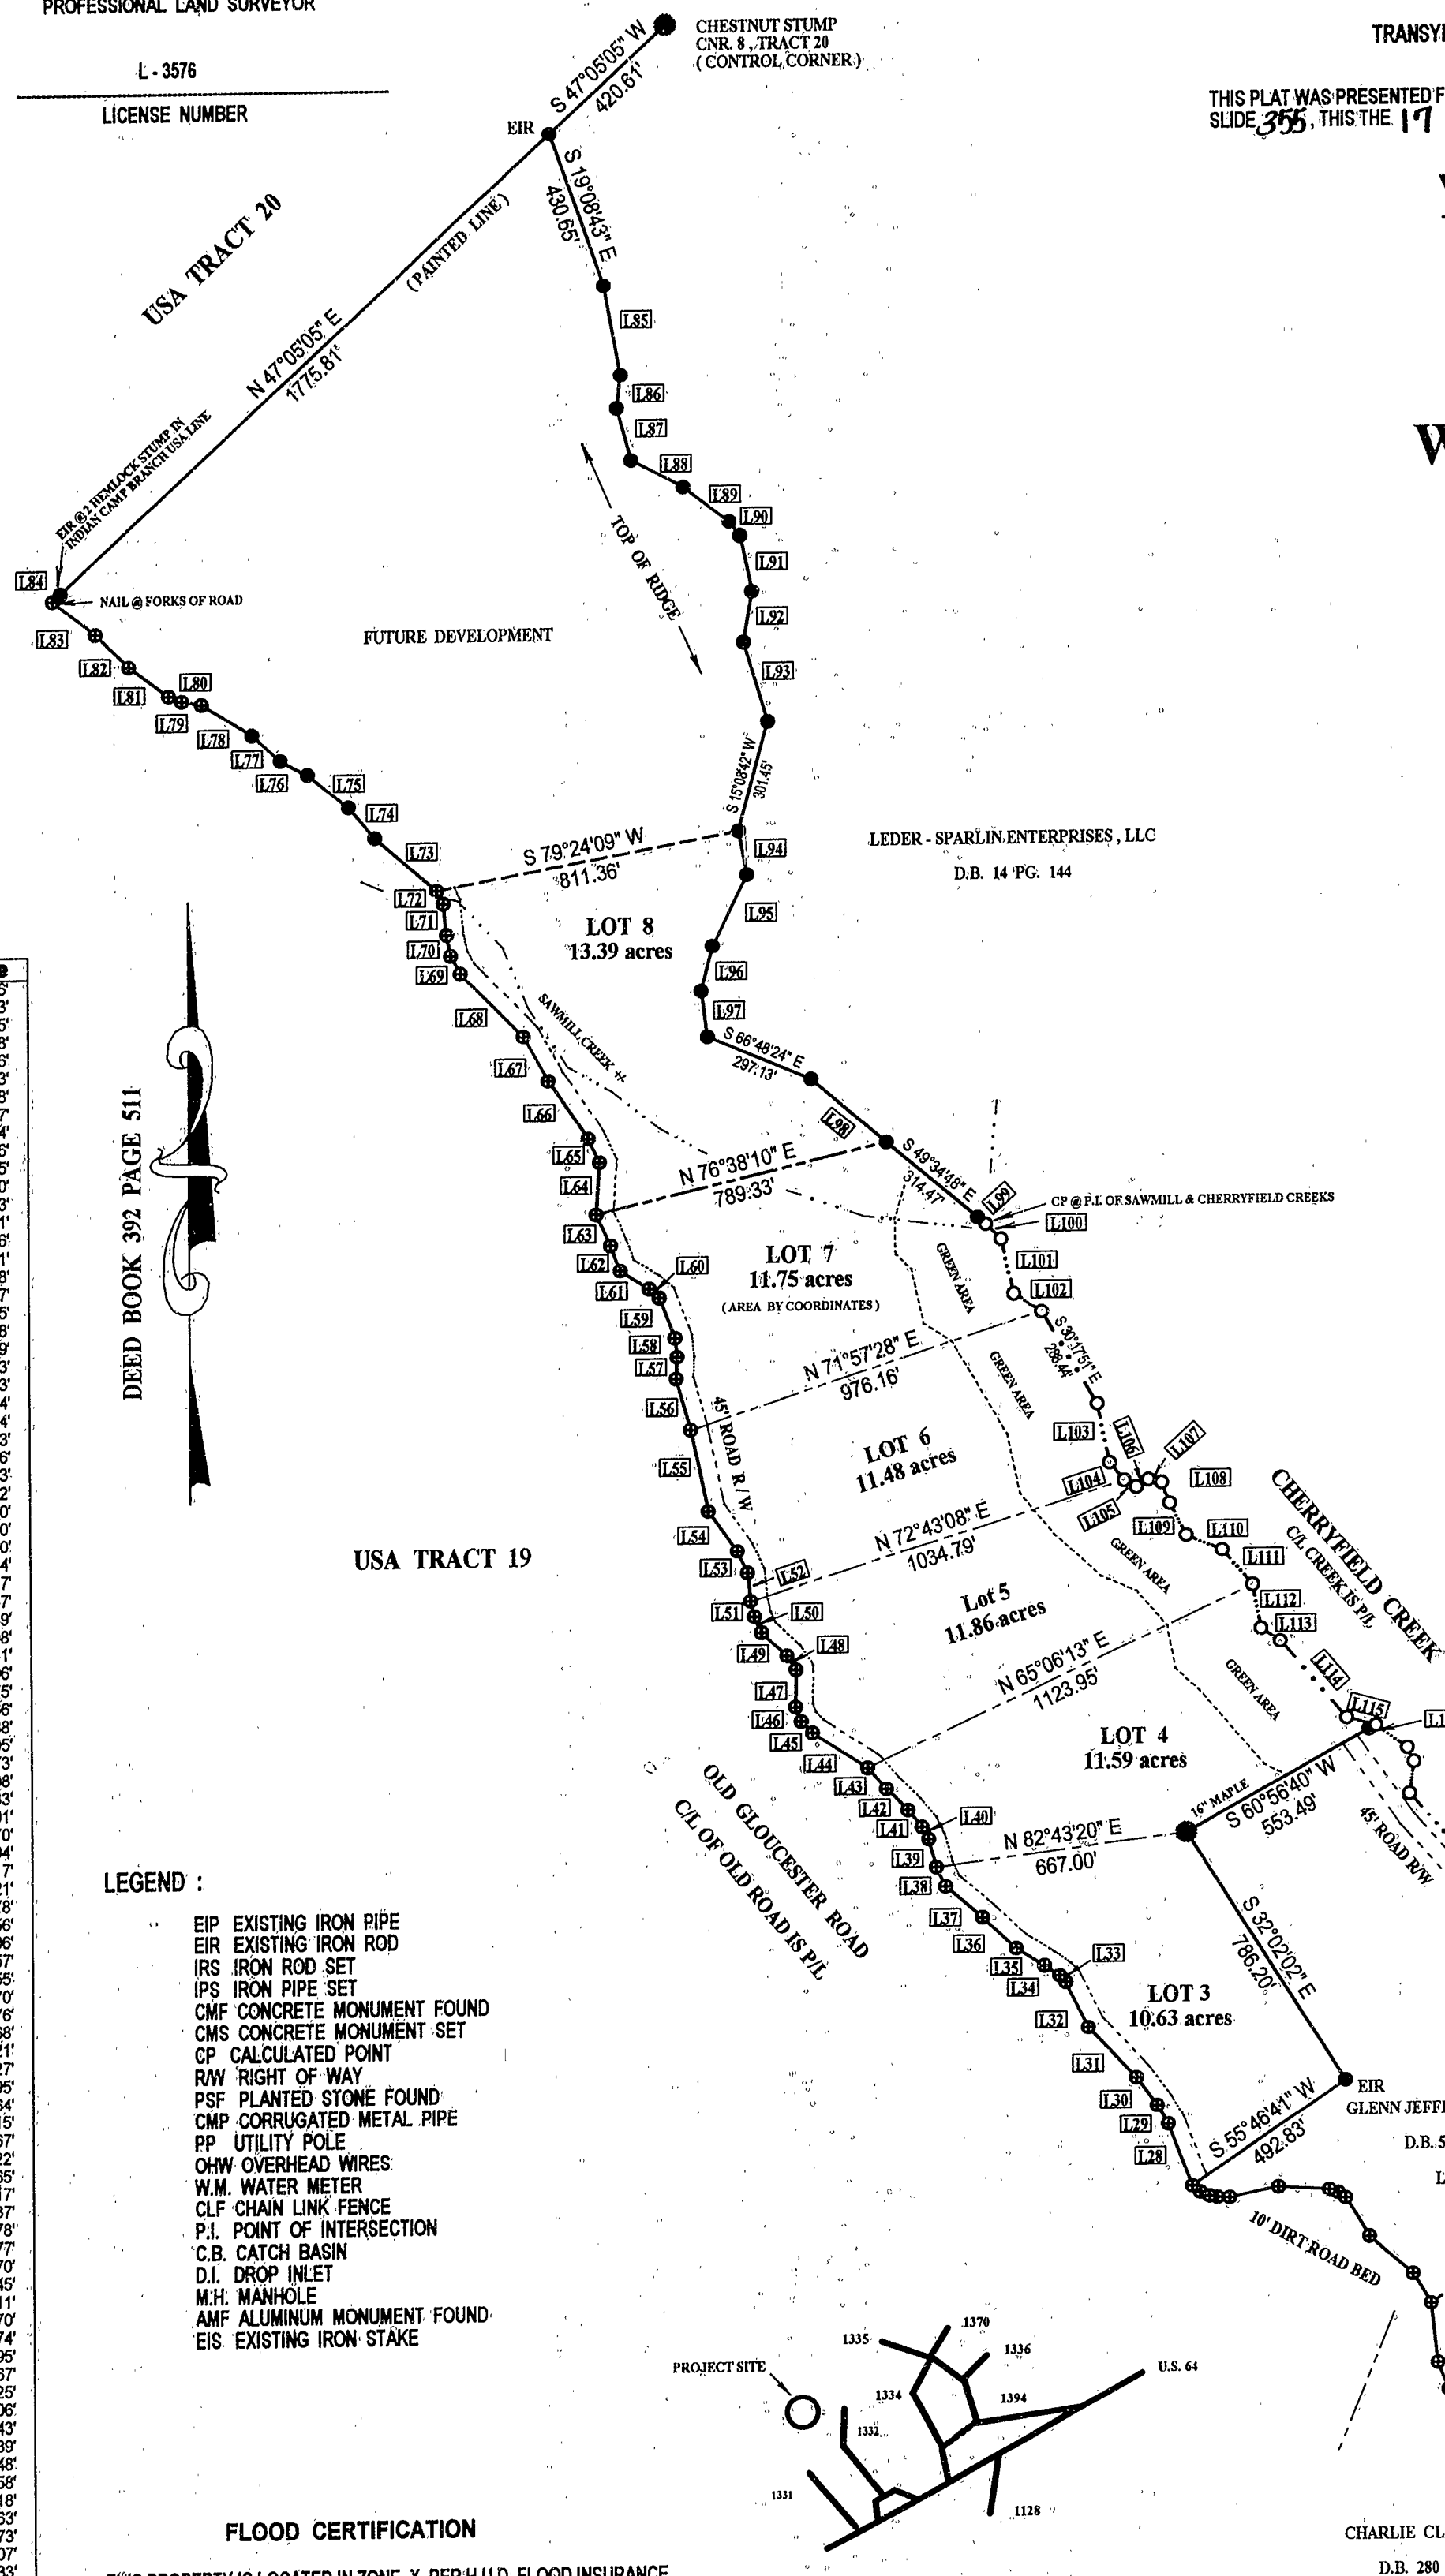 PROFESSIONAL LAND SURVEYOR
L - 3576
LICENSE NUMBER
CHESTNUT STUMP
CNR. 8, TRACT 20
( CONTROL CORNER )
TRANSYL
THIS PLAT WAS PRESENTED F
SLIDE 355, THIS THE 17
S 47°05'05" W
420.61'
EIR
S 19°08'43" E
430.65'
USA TRACT 20
(PAINTED LINE)
N 47°05'05" E
1775.81'
EIR @ 2 HEMLOCK STUMP IN
INDIAN CAMP BRANCH USA LINE
L84
NAIL @ FORKS OF ROAD
L85
L86
L87
L88
L89
L90
L91
L92
L93
TOP OF RIDGE
FUTURE DEVELOPMENT
L83
L82
L81
L80
L79
L78
L77
L76
L75
L74
L73
S 15°08'42" W
301.45'
S 79°24'09" W
811.36'
LEDER - SPARLIN ENTERPRISES, LLC
D.B. 14 PG. 144
L94
L95
L96
L97
L72
L71
L70
L69
L68
L67
L66
L65
L64
LOT 8
13.39 acres
SAWMILL CREEK +/-
S 66°48'24" E
297.13'
L98
S 49°34'48" E
314.47'
L99
CP @ P.I. OF SAWMILL & CHERRYFIELD CREEKS
L100
L101
L102
N 76°38'10" E
789.33'
DEED BOOK 392 PAGE 511
LOT 7
11.75 acres
( AREA BY COORDINATES )
GREEN AREA
L63
L62
L61
L60
L59
L58
L57
L56
L55
L54
L53
L52
S 30°17'51" E
288.44'
N 71°57'28" E
976.16'
GREEN AREA
45' ROAD R/W
LOT 6
11.48 acres
L103
L104
L105
L106
L107
L108
L109
L110
L111
L112
L113
L114
L115
L1
N 72°43'08" E
1034.79'
GREEN AREA
CHERRYFIELD CREEK
C/L CREEK IS P/L
USA TRACT 19
L51
L50
L49
L48
L47
L46
L45
L44
L43
L42
L41
L40
L39
L38
L37
L36
L35
L34
L33
L32
L31
L30
L29
L28
Lot 5
11.86 acres
N 65°06'13" E
1123.95'
GREEN AREA
LOT 4
11.59 acres
OLD GLOUCESTER ROAD
C/L OF OLD ROAD IS P/L
16" MAPLE
S 60°56'40" W
553.49'
45' ROAD R/W
N 82°43'20" E
667.00'
S 32°02'02" E
786.20'
LOT 3
10.63 acres
EIR
GLENN JEFF
D.B. 5
S 55°46'41" W
492.83'
10' DIRT ROAD BED
LEGEND :
EIP EXISTING IRON PIPE
EIR EXISTING IRON ROD
IRS IRON ROD SET
IPS IRON PIPE SET
CMF CONCRETE MONUMENT FOUND
CMS CONCRETE MONUMENT SET
CP CALCULATED POINT
R/W RIGHT OF WAY
PSF PLANTED STONE FOUND
CMP CORRUGATED METAL PIPE
PP UTILITY POLE
OHW OVERHEAD WIRES
W.M. WATER METER
CLF CHAIN LINK FENCE
P.I. POINT OF INTERSECTION
C.B. CATCH BASIN
D.I. DROP INLET
M.H. MANHOLE
AMF ALUMINUM MONUMENT FOUND
EIS EXISTING IRON STAKE
PROJECT SITE
1335
1370
1336
U.S. 64
1334
1394
1332
1331
1128
FLOOD CERTIFICATION
THIS PROPERTY IS LOCATED IN ZONE X PER H.U.D. FLOOD INSURANCE
CHARLIE CL
D.B. 280